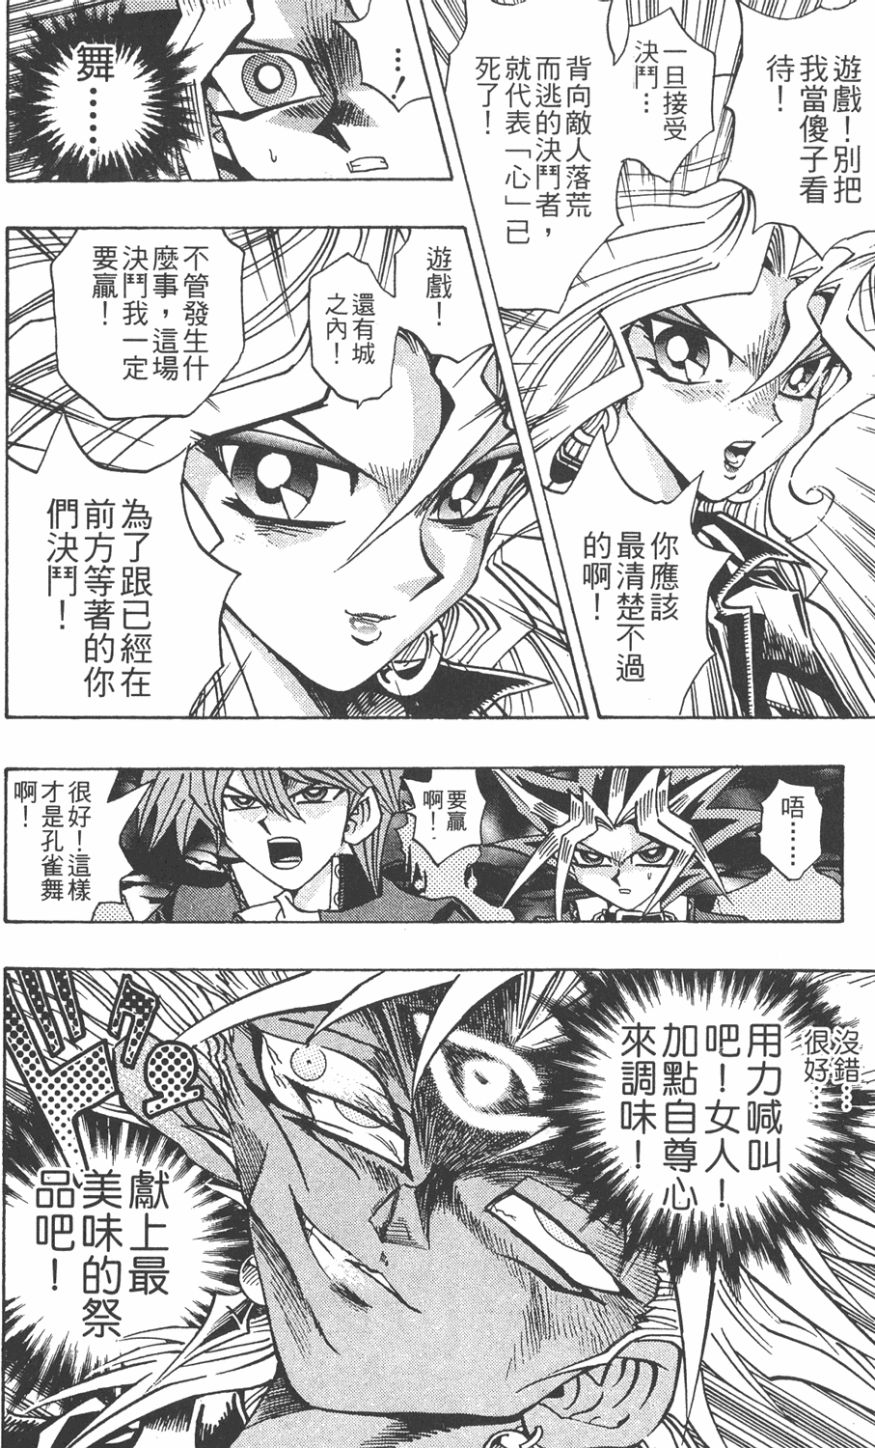 遊戲！別把
我當傻子看
待！
一旦接受
決鬥…
背向敵人落荒
而逃的決鬥者，
就代表「心」已
死了！
你應該
最清楚不過
的啊！
…！
舞……
遊戲！
還有城
之內！
不管發生什
麼事，這場
決鬥我一定
要贏！
為了跟已經在
前方等著的你
們決鬥！
唔……
要贏
啊！
很好！這樣
才是孔雀舞
啊！
沒錯…
很好…
用力喊叫
吧！女人！
加點自尊心
來調味！
獻上最
美味的祭
品吧！